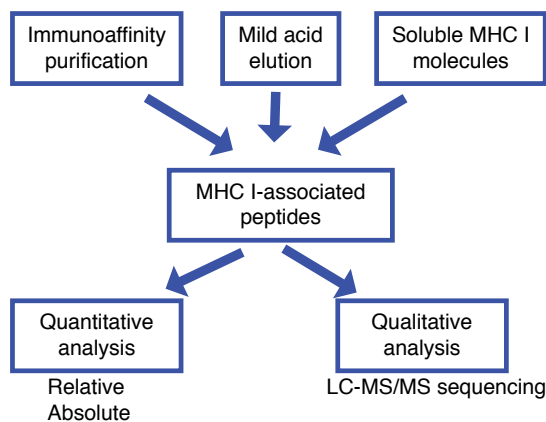 Immunoaffinity
purification
Mild acid
elution
Soluble MHC I
molecules
MHC I-associated
peptides
Quantitative
analysis
Relative
Absolute
Qualitative
analysis
LC-MS/MS sequencing